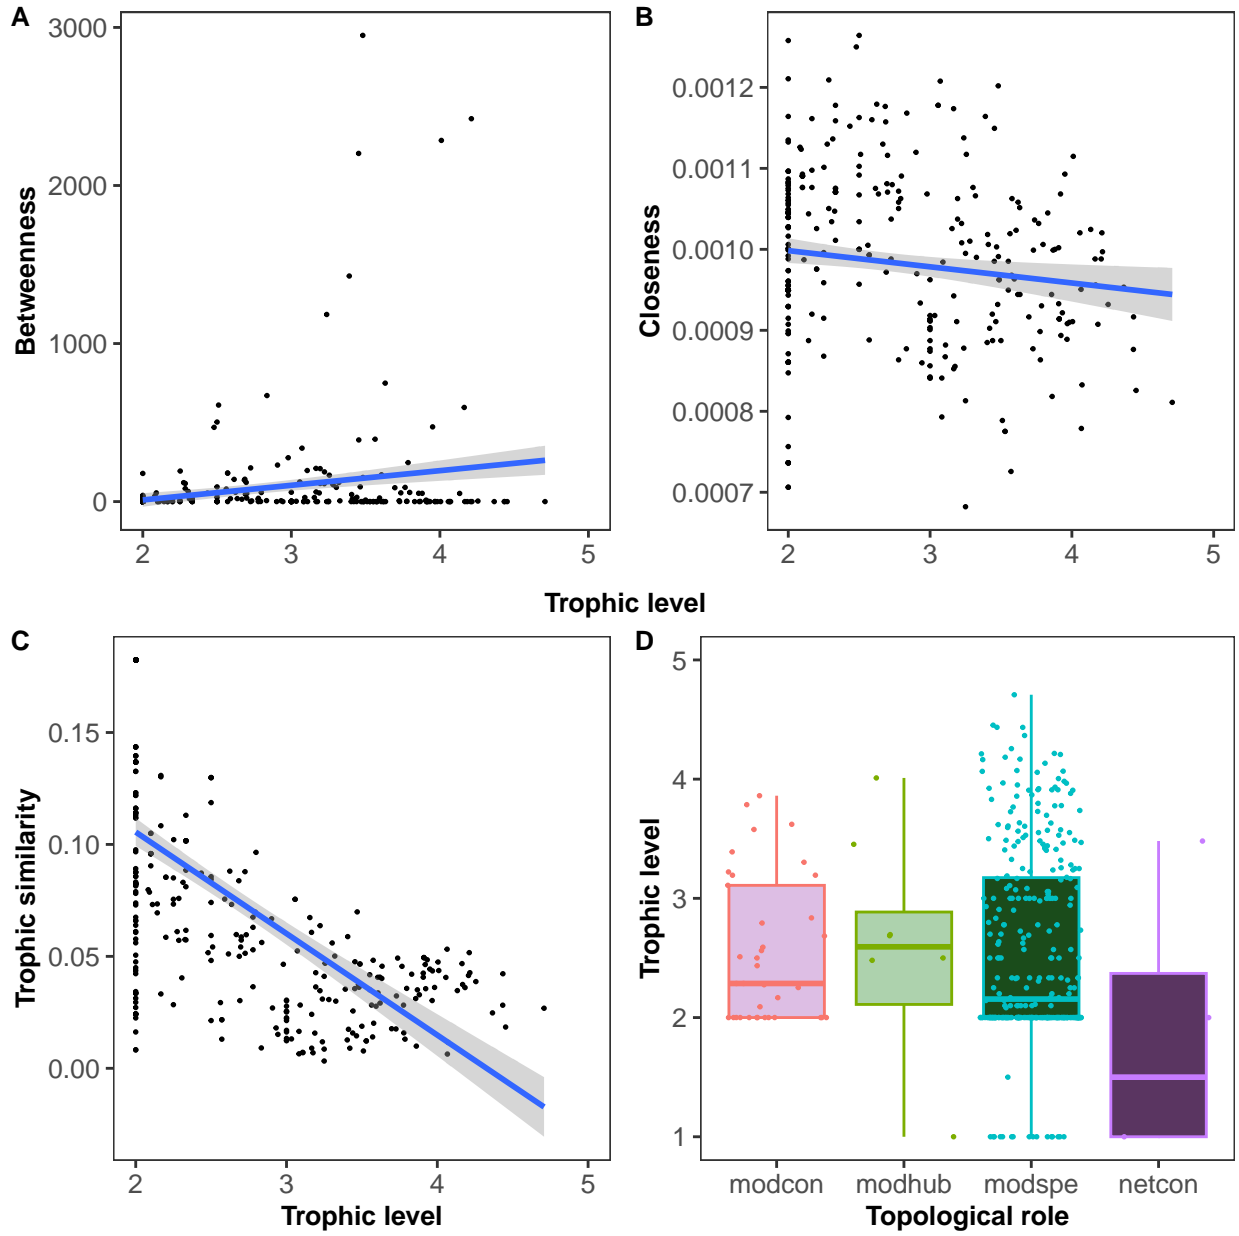 A
3000
2000
1000
0
Betweenness
2
3
4
5
B
0.0012
0.0011
0.0010
0.0009
0.0008
0.0007
Closeness
2
3
4
5
Trophic level
C
0.15
0.10
0.05
0.00
Trophic similarity
2
3
4
5
Trophic level
D
5
4
3
2
1
Trophic level
modcon modhub modspe netcon
Topological role